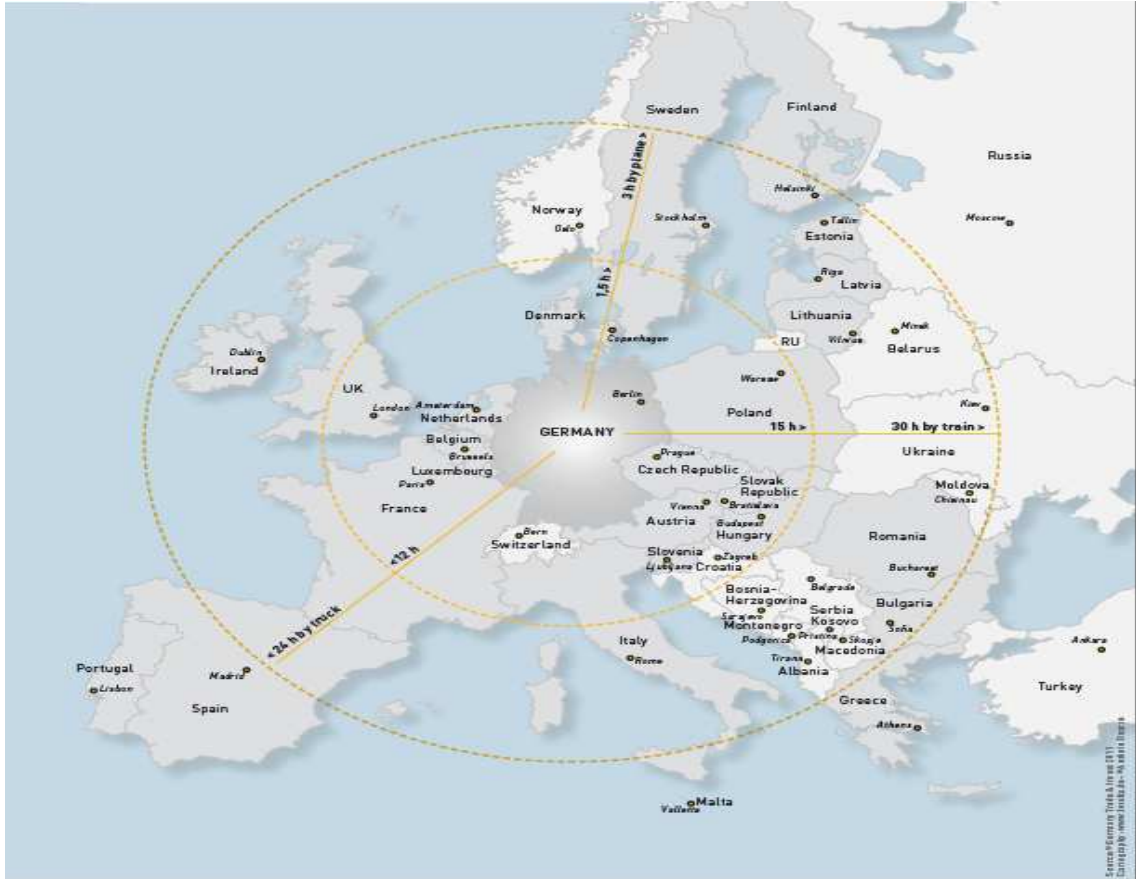 Sweden
Finland
3 h by plane >
Russia
Helsinki
Norway
Oslo
Stockholm
Tallin
Moscow
Estonia
Riga
Latvia
1,5 h >
Denmark
Copenhagen
Lithuania
Vilnius
Minsk
RU
Belarus
Dublin
Ireland
UK
London
Amsterdam
Netherlands
Berlin
Warsaw
Poland
Kiev
GERMANY
15 h >
30 h by train >
Belgium
Brussels
Ukraine
Luxembourg
Paris
Prague
Czech Republic
Slovak
Republic
Moldova
Chisinau
France
Vienna
Bratislava
Austria
Budapest
Hungary
Bern
Switzerland
Romania
<12 h
Slovenia
Ljubljana
Zagreb
Croatia
Bucharest
Belgrade
Bosnia-
Herzegovina
Serbia
Bulgaria
Sarajevo
Kosovo
Montenegro
Sofia
< 24 h by truck
Italy
Podgorica
Pristina
Skopje
Macedonia
Ankara
Rome
Tirana
Albania
Portugal
Lisbon
Madrid
Spain
Turkey
Greece
Athens
Malta
Valletta